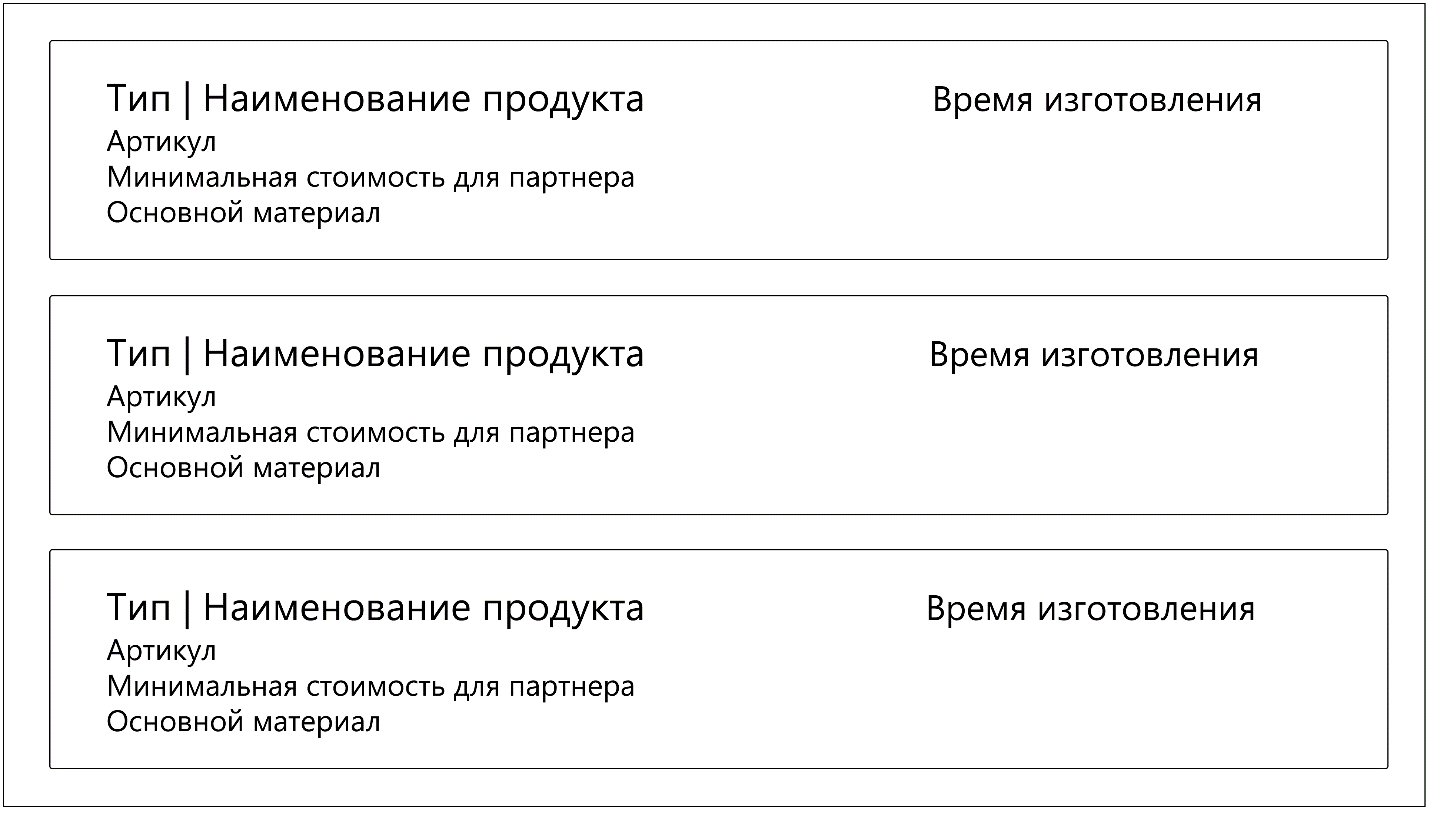 Тип | Наименование продукта Время изготовления
Артикул
Минимальная стоимость для партнера
Основной материал
Тип | Наименование продукта Время изготовления
Артикул
Минимальная стоимость для партнера
Основной материал
Тип | Наименование продукта Время изготовления
Артикул
Минимальная стоимость для партнера
Основной материал